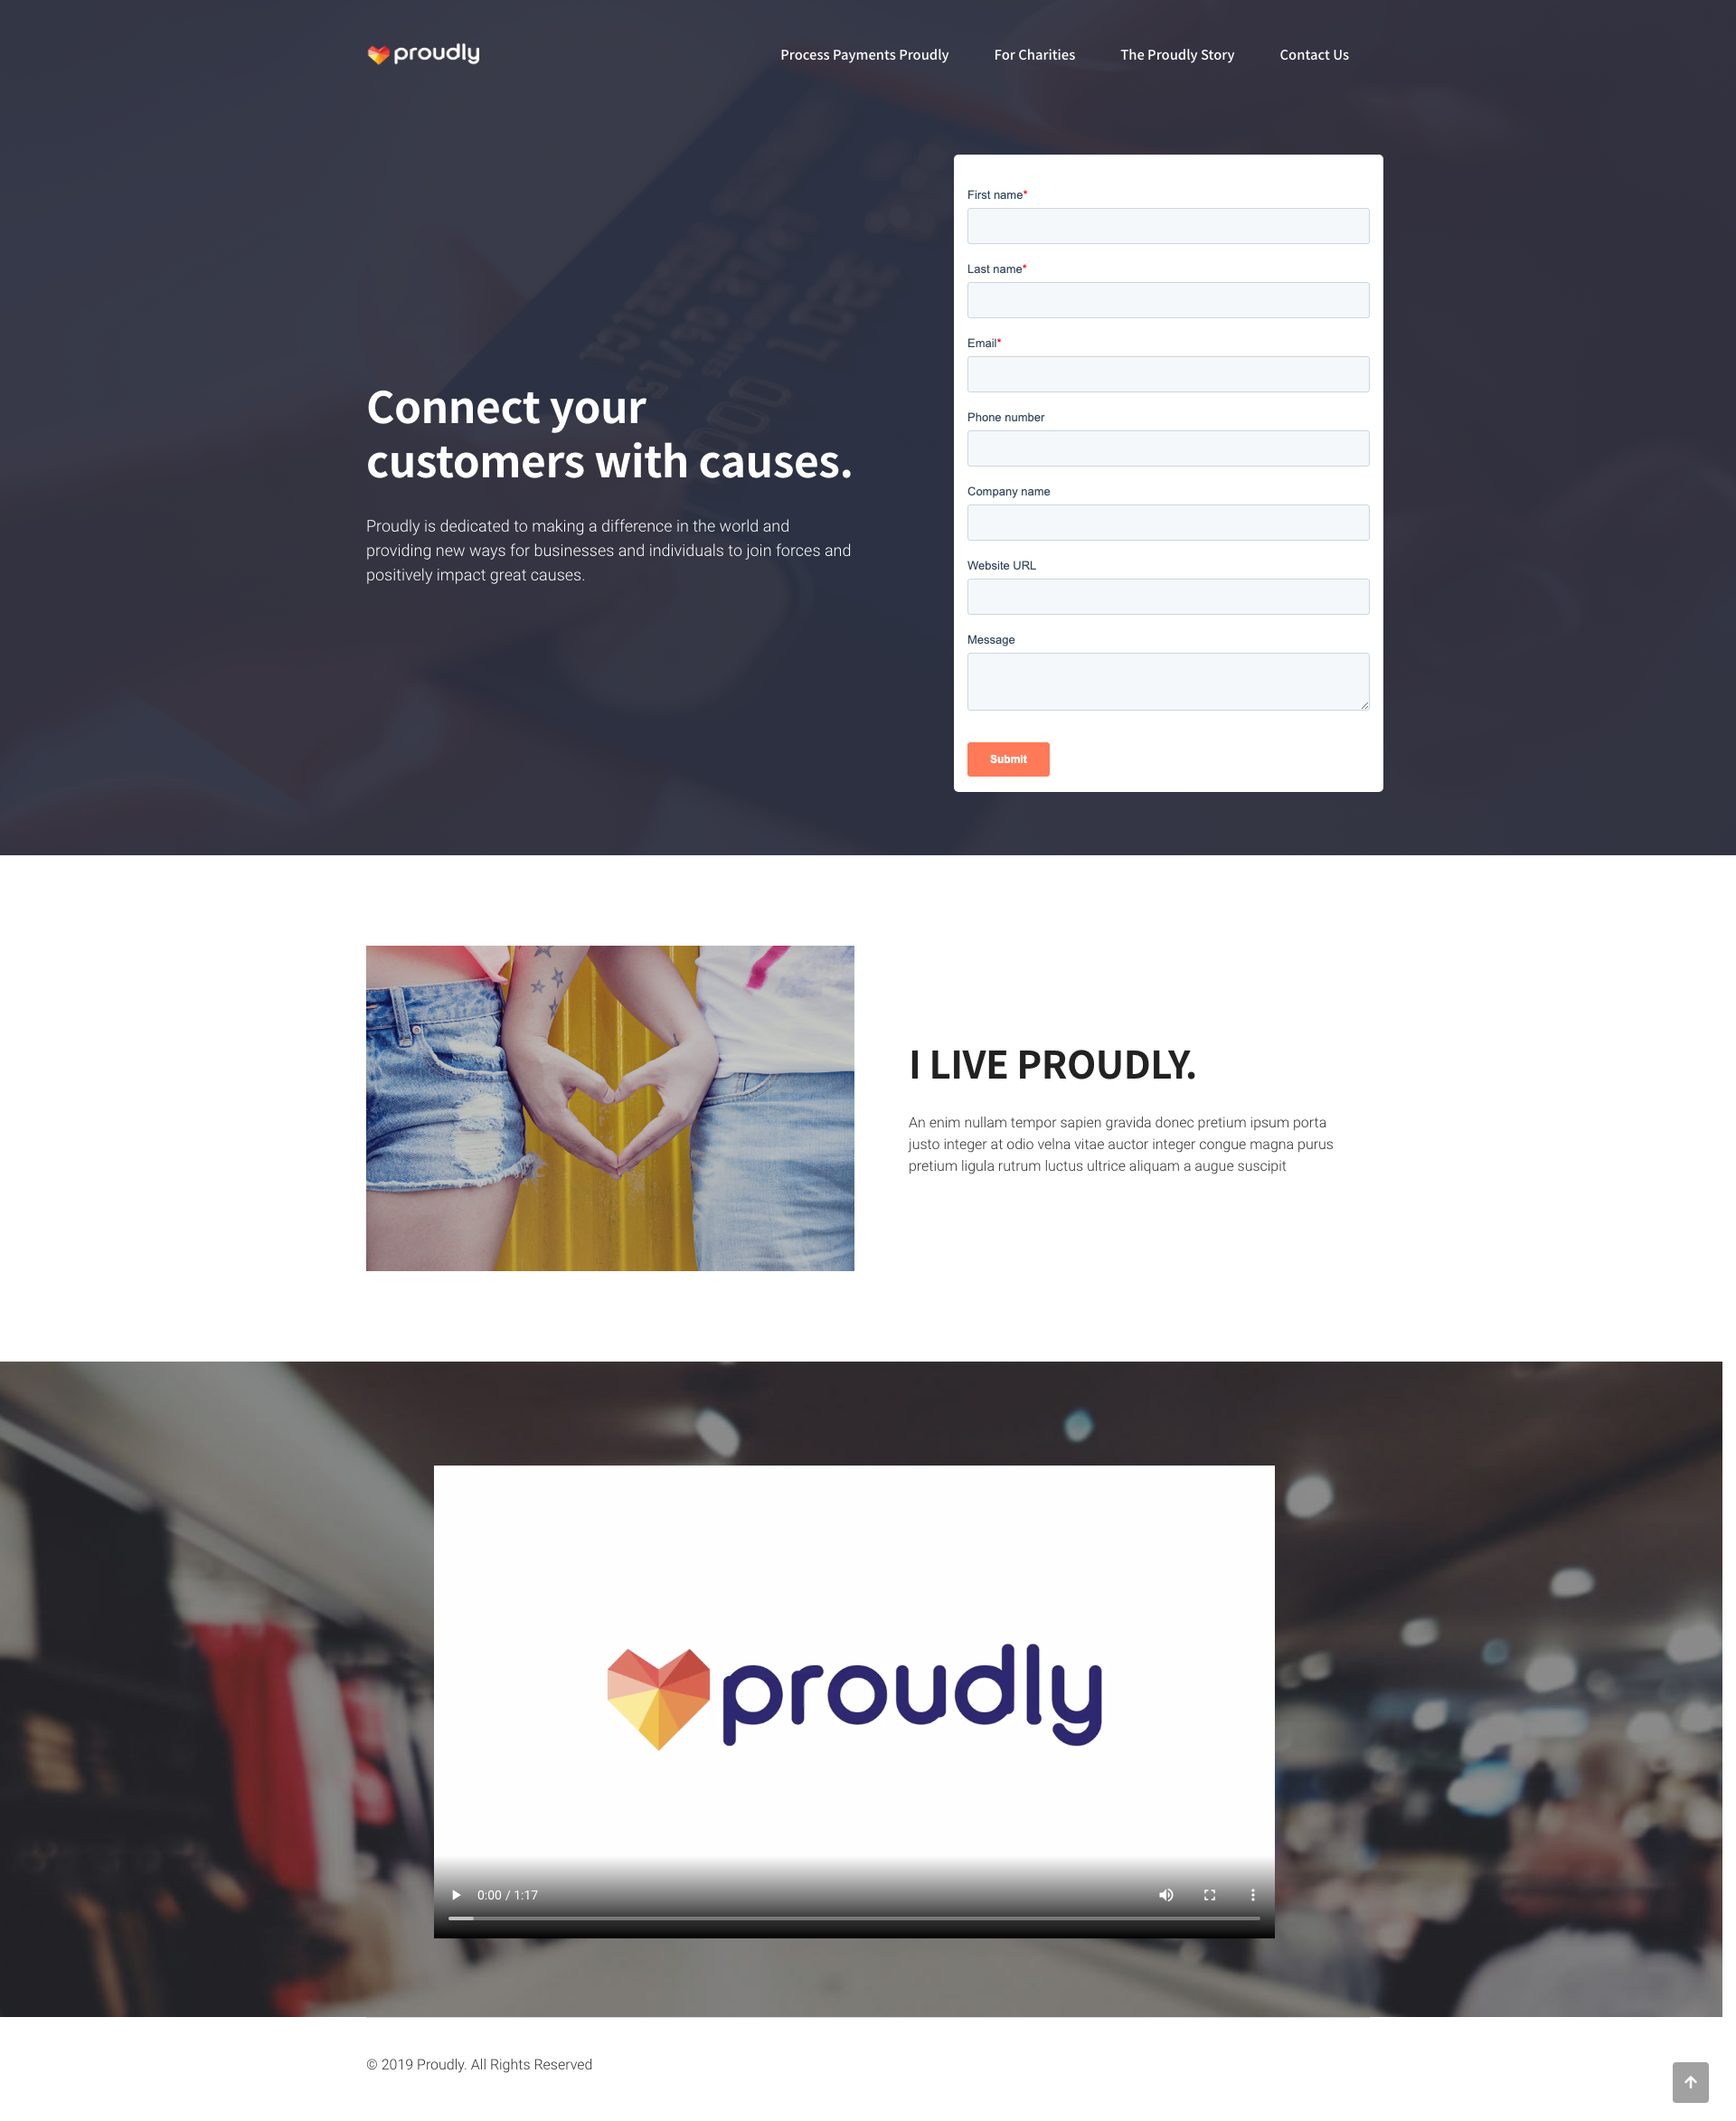 proudly
Process Payments Proudly
For Charities
The Proudly Story
Contact Us
Connect your
customers with causes.
Proudly is dedicated to making a difference in the world and
providing new ways for businesses and individuals to join forces and
positively impact great causes.
First name*
Last name*
Email*
Phone number
Company name
Website URL
Message
Submit
I LIVE PROUDLY.
An enim nullam tempor sapien gravida donec pretium ipsum porta
justo integer at odio velna vitae auctor integer congue magna purus
pretium ligula rutrum luctus ultrice aliquam a augue suscipit
proudly
0:00 / 1:17
© 2019 Proudly. All Rights Reserved